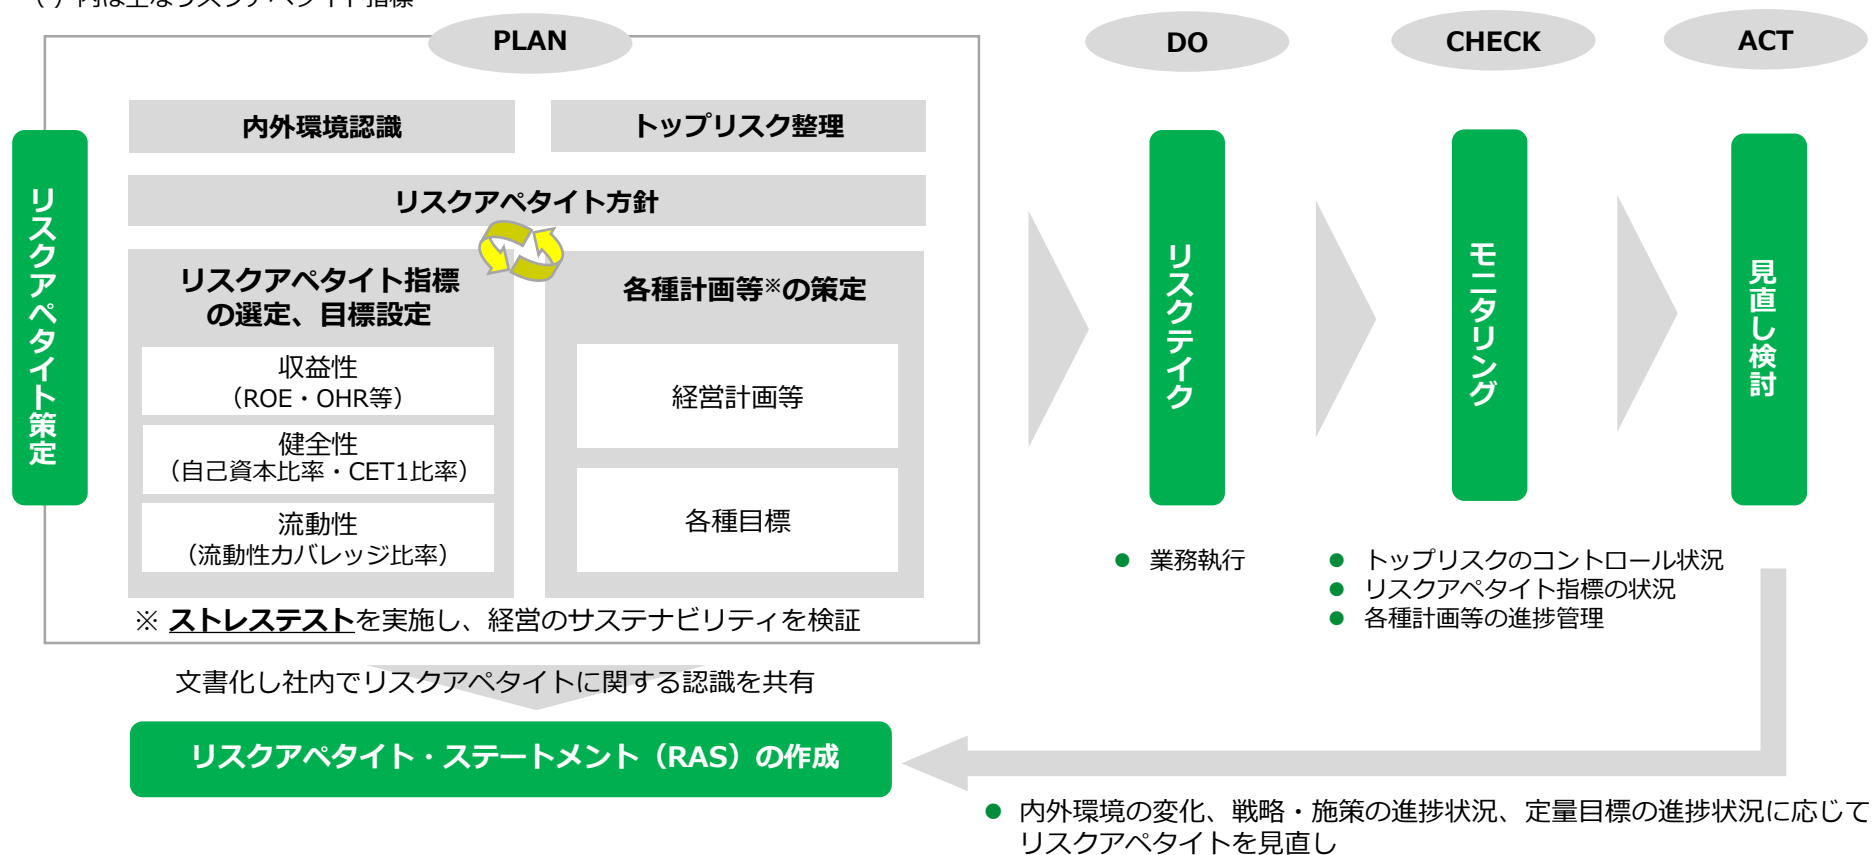 （）内は主なリスクアペタイト指標
PLAN
DO
CHECK
ACT
リスクアペタイト策定
内外環境認識
トップリスク整理
リスクアペタイト方針
リスクアペタイト指標
の選定、目標設定
収益性
（ROE・OHR等）
健全性
（自己資本比率・CET1比率）
流動性
（流動性カバレッジ比率）
各種計画等※の策定
経営計画等
各種目標
※ ストレステストを実施し、経営のサステナビリティを検証
リスクテイク
モニタリング
見直し検討
● 業務執行
● トップリスクのコントロール状況
● リスクアペタイト指標の状況
● 各種計画等の進捗管理
文書化し社内でリスクアペタイトに関する認識を共有
リスクアペタイト・ステートメント（RAS）の作成
● 内外環境の変化、戦略・施策の進捗状況、定量目標の進捗状況に応じて
リスクアペタイトを見直し